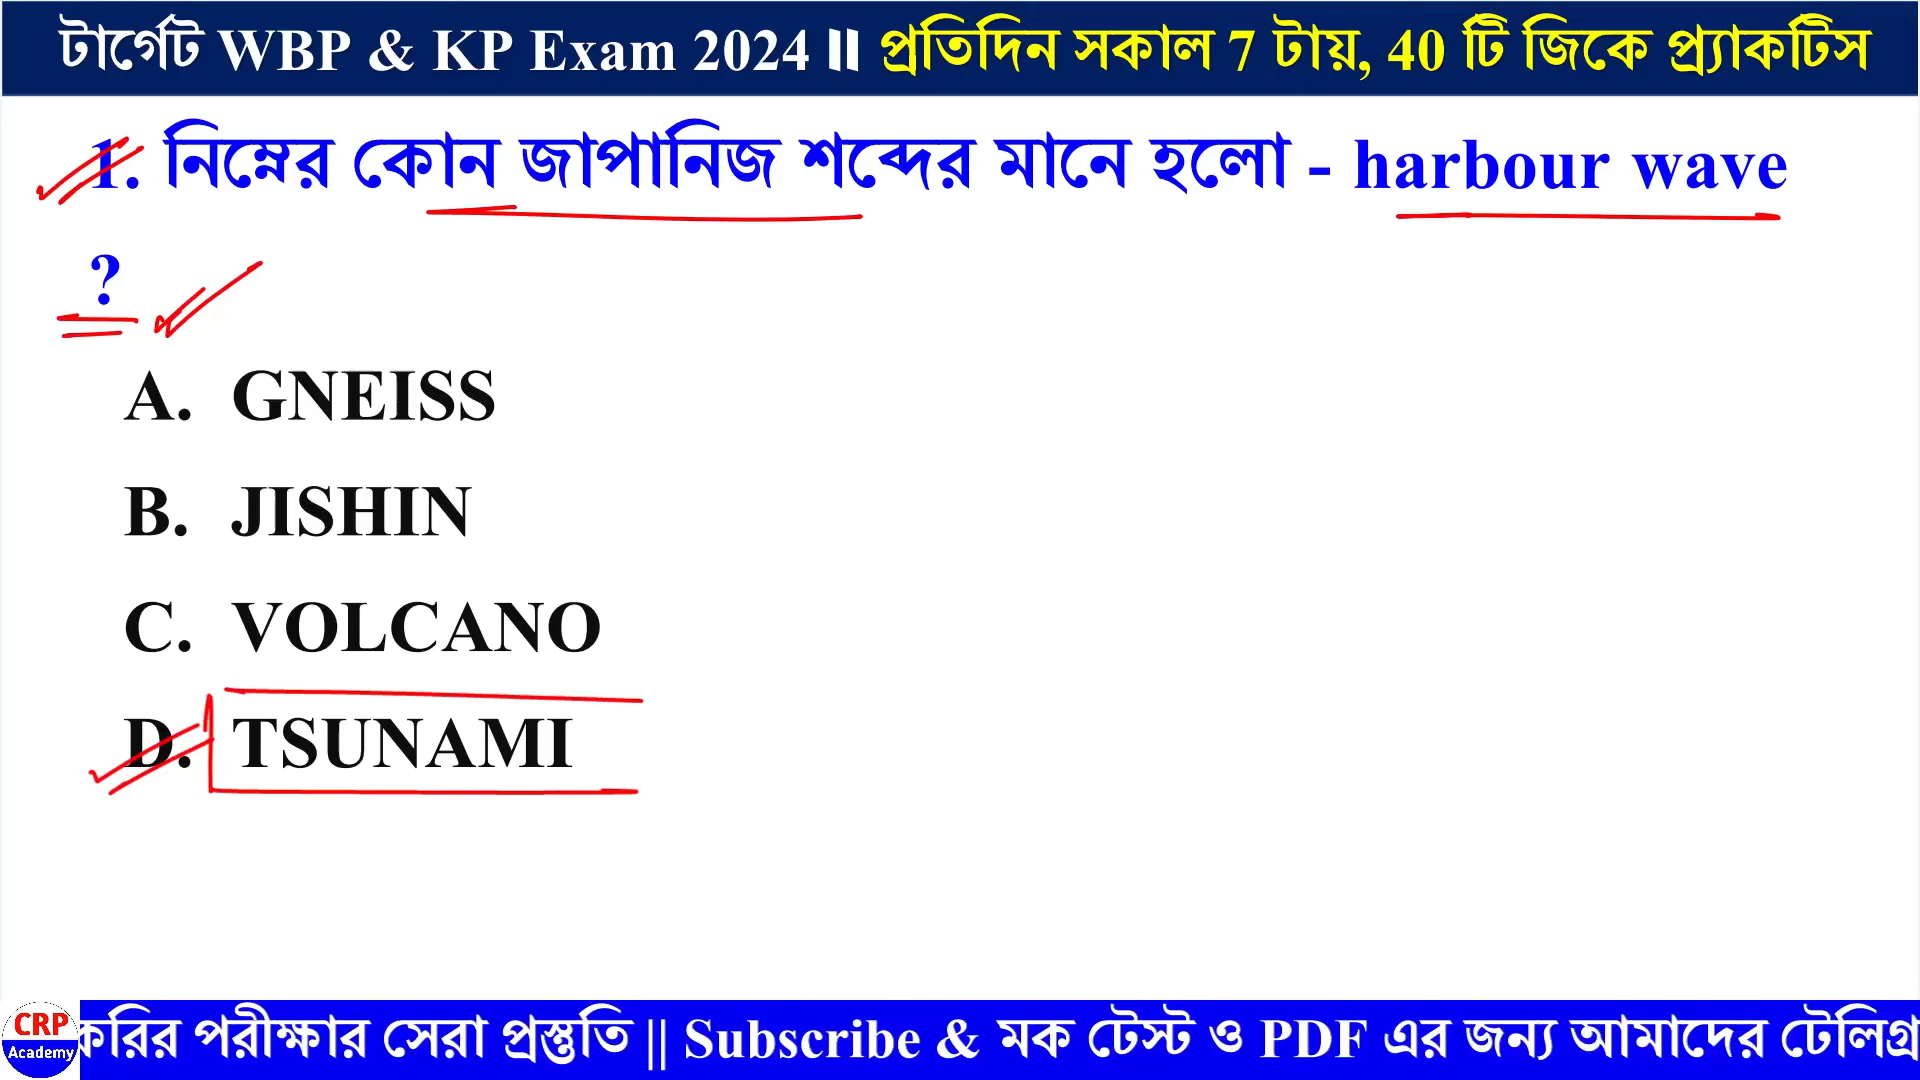 টার্গেট WBP & KP Exam 2024 ॥ প্রতিদিন সকাল 7 টায়, 40 টি জিকে প্র্যাকটিস
1. নিম্নের কোন জাপানিজ শব্দের মানে হলো - harbour wave
?
A. GNEISS
B. JISHIN
C. VOLCANO
D. TSUNAMI
CRP
Academy
করির পরীক্ষার সেরা প্রস্তুতি || Subscribe & মক টেস্ট ও PDF এর জন্য আমাদের টেলিগ্র